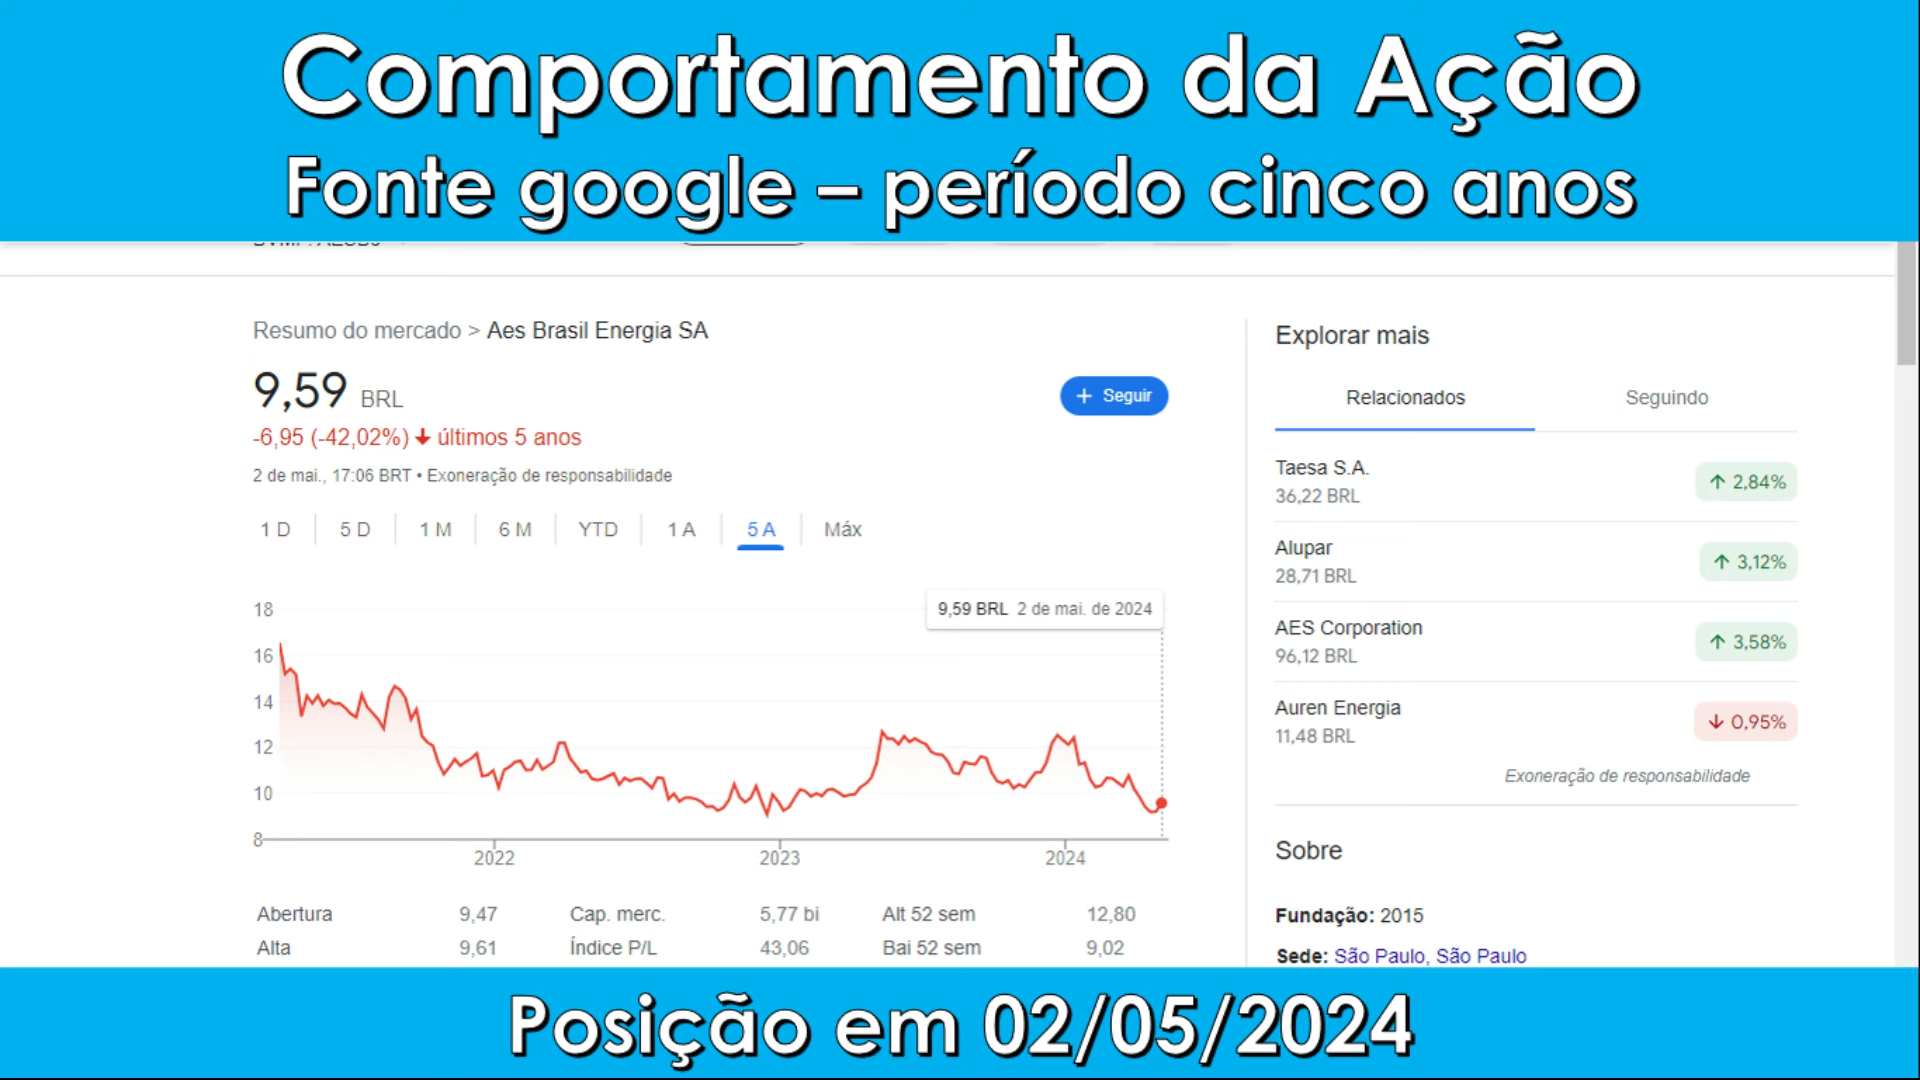 Comportamento da Ação
Fonte google – período cinco anos
Resumo do mercado > Aes Brasil Energia SA
9,59 BRL
+ Seguir
-6,95 (-42,02%) ↓ últimos 5 anos
2 de mai., 17:06 BRT • Exoneração de responsabilidade
1 D 5 D 1 M 6 M YTD 1 A 5 A Máx
9,59 BRL 2 de mai. de 2024
18
16
14
12
10
8
2022 2023 2024
Abertura 9,47 Cap. merc. 5,77 bi Alt 52 sem 12,80
Alta 9,61 Índice P/L 43,06 Bai 52 sem 9,02
Explorar mais
Relacionados Seguindo
Taesa S.A.
36,22 BRL
↑ 2,84%
Alupar
28,71 BRL
↑ 3,12%
AES Corporation
96,12 BRL
↑ 3,58%
Auren Energia
11,48 BRL
↓ 0,95%
Exoneração de responsabilidade
Sobre
Fundação: 2015
Sede: São Paulo, São Paulo
Posição em 02/05/2024